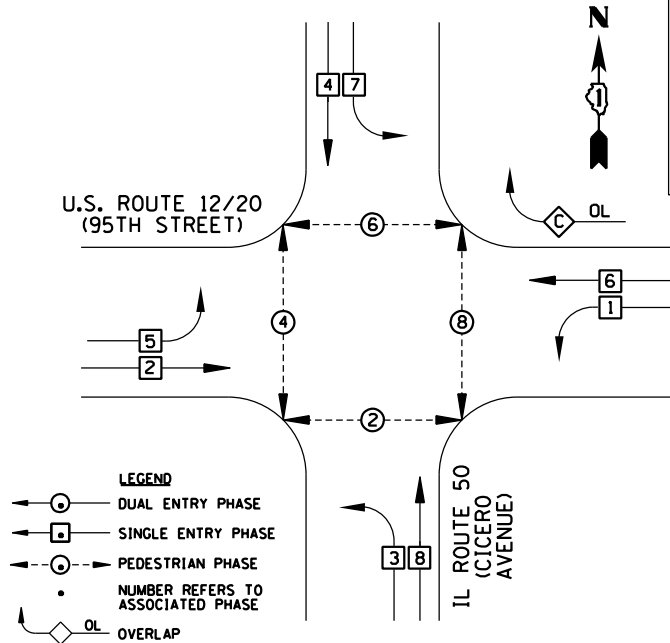 N
1
4 7
U.S. ROUTE 12/20
(95TH STREET)
C OL
6
6
1
4
8
5
2
2
LEGEND
DUAL ENTRY PHASE
SINGLE ENTRY PHASE
PEDESTRIAN PHASE
NUMBER REFERS TO
ASSOCIATED PHASE
OL OVERLAP
3 8
IL ROUTE 50
(CICERO
AVENUE)